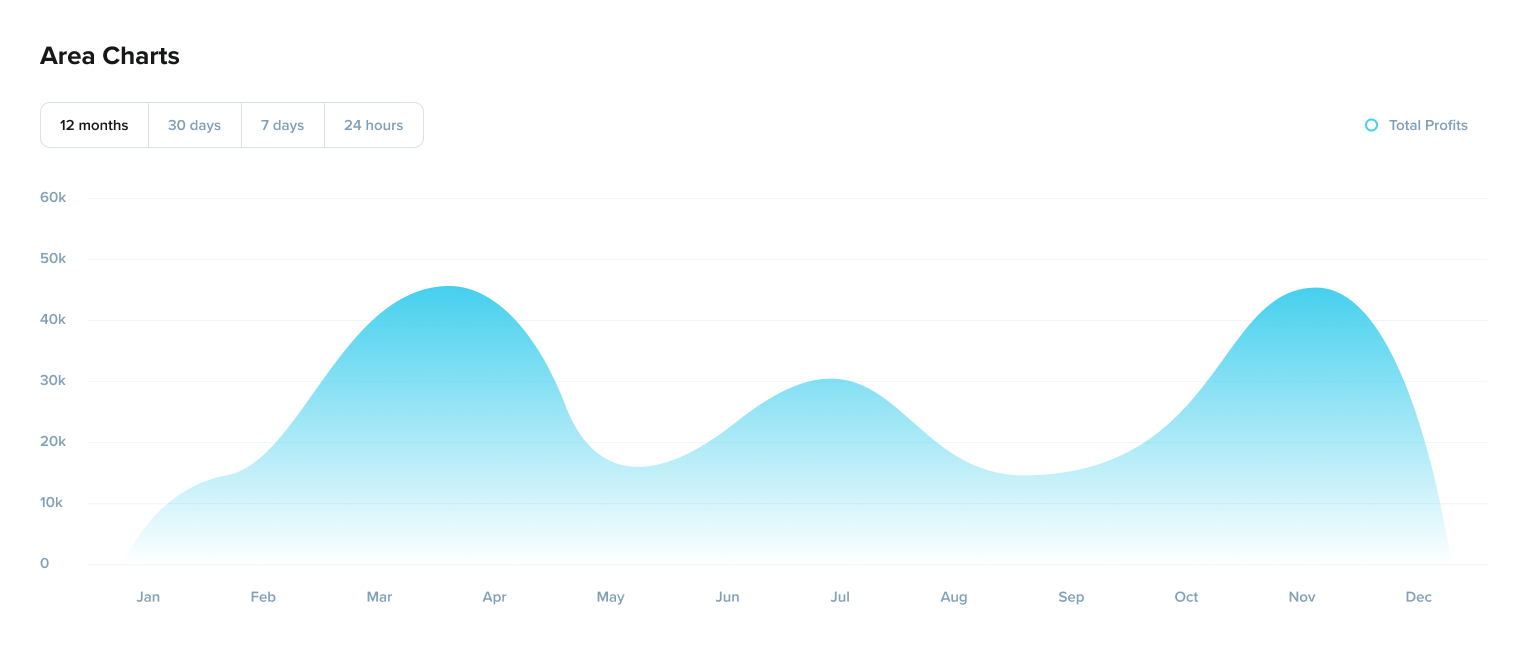 Area Charts
12 months 30 days 7 days 24 hours
Total Profits
60k
50k
40k
30k
20k
10k
0
Jan Feb Mar Apr May Jun Jul Aug Sep Oct Nov Dec